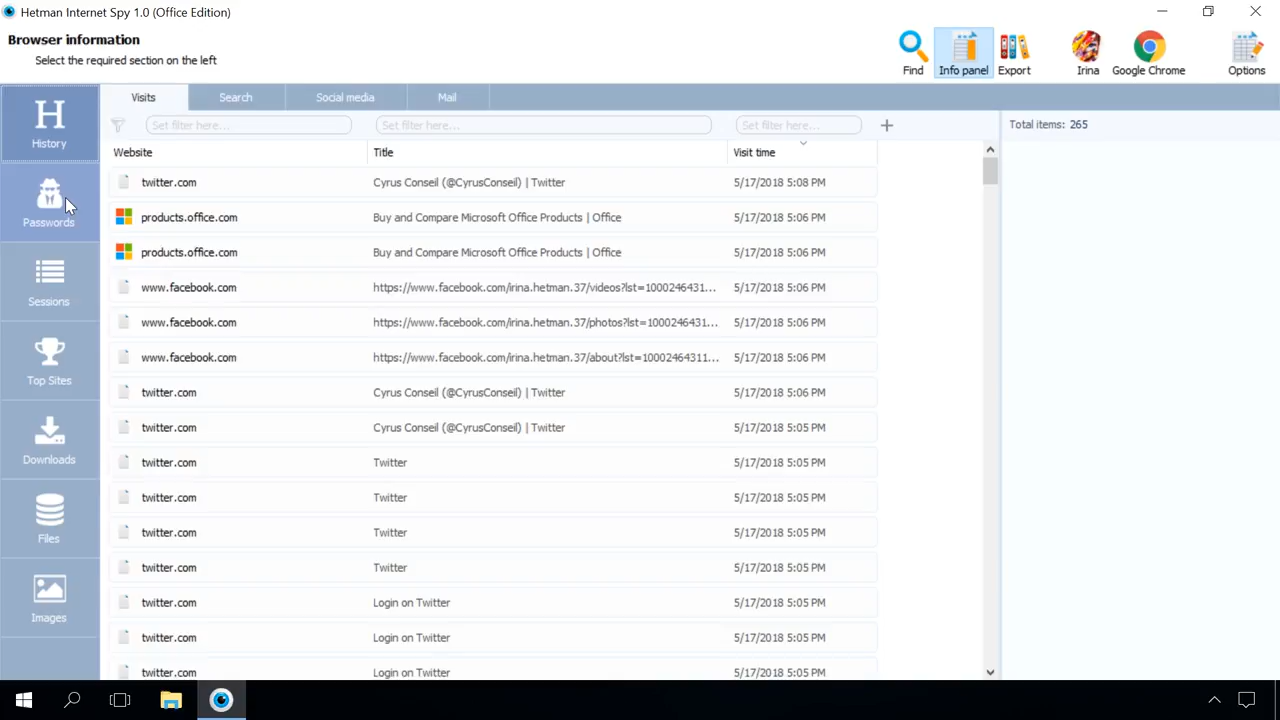 Hetman Internet Spy 1.0 (Office Edition)
Browser information
Select the required section on the left
Find
Info panel
Export
Irina
Google Chrome
Options
H
History
Passwords
Sessions
Top Sites
Downloads
Files
Images
Visits Search Social media Mail
Set filter here... Set filter here... Set filter here...
Total items: 265
Website Title Visit time
twitter.com Cyrus Conseil (@CyrusConseil) | Twitter 5/17/2018 5:08 PM
products.office.com Buy and Compare Microsoft Office Products | Office 5/17/2018 5:06 PM
products.office.com Buy and Compare Microsoft Office Products | Office 5/17/2018 5:06 PM
www.facebook.com https://www.facebook.com/irina.hetman.37/videos?lst=1000246431... 5/17/2018 5:06 PM
www.facebook.com https://www.facebook.com/irina.hetman.37/photos?lst=1000246431... 5/17/2018 5:06 PM
www.facebook.com https://www.facebook.com/irina.hetman.37/about?lst=10002464311... 5/17/2018 5:06 PM
twitter.com Cyrus Conseil (@CyrusConseil) | Twitter 5/17/2018 5:06 PM
twitter.com Cyrus Conseil (@CyrusConseil) | Twitter 5/17/2018 5:05 PM
twitter.com Twitter 5/17/2018 5:05 PM
twitter.com Twitter 5/17/2018 5:05 PM
twitter.com Twitter 5/17/2018 5:05 PM
twitter.com Twitter 5/17/2018 5:05 PM
twitter.com Login on Twitter 5/17/2018 5:05 PM
twitter.com Login on Twitter 5/17/2018 5:05 PM
twitter.com Login on Twitter 5/17/2018 5:05 PM